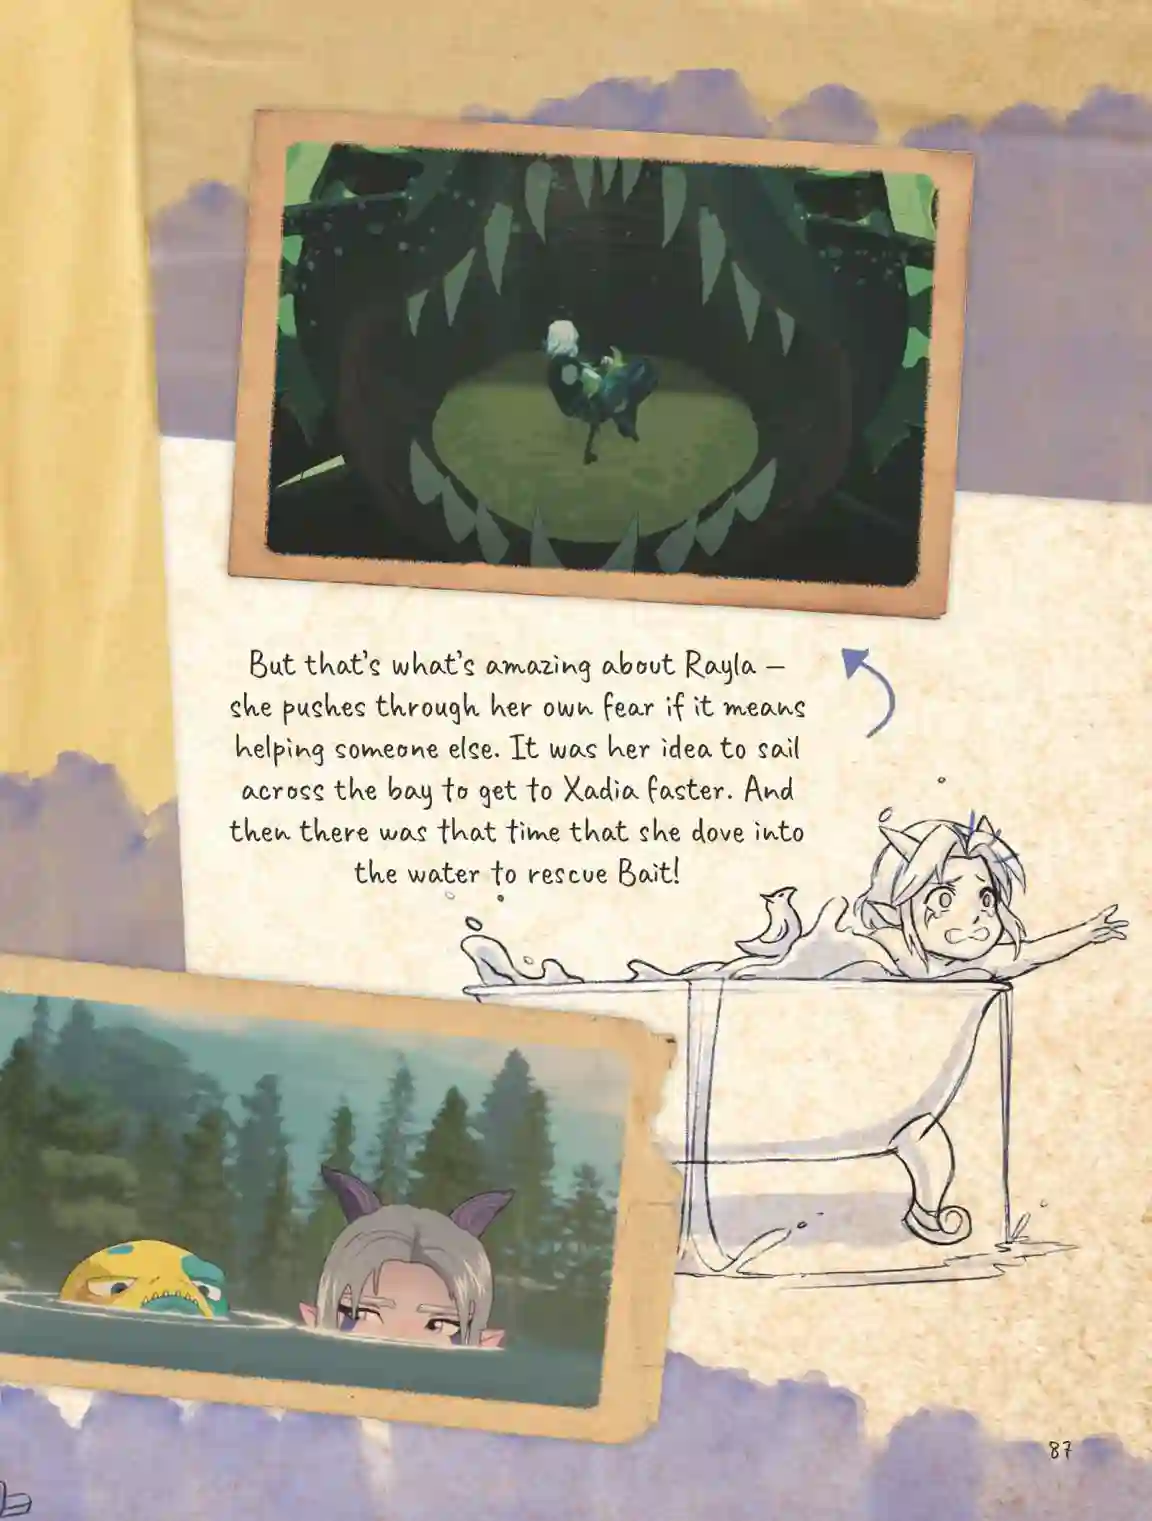 But that's what's amazing about Rayla –
she pushes through her own fear if it means
helping someone else. It was her idea to sail
across the bay to get to Xadia faster. And
then there was that time that she dove into
the water to rescue Bait!
87